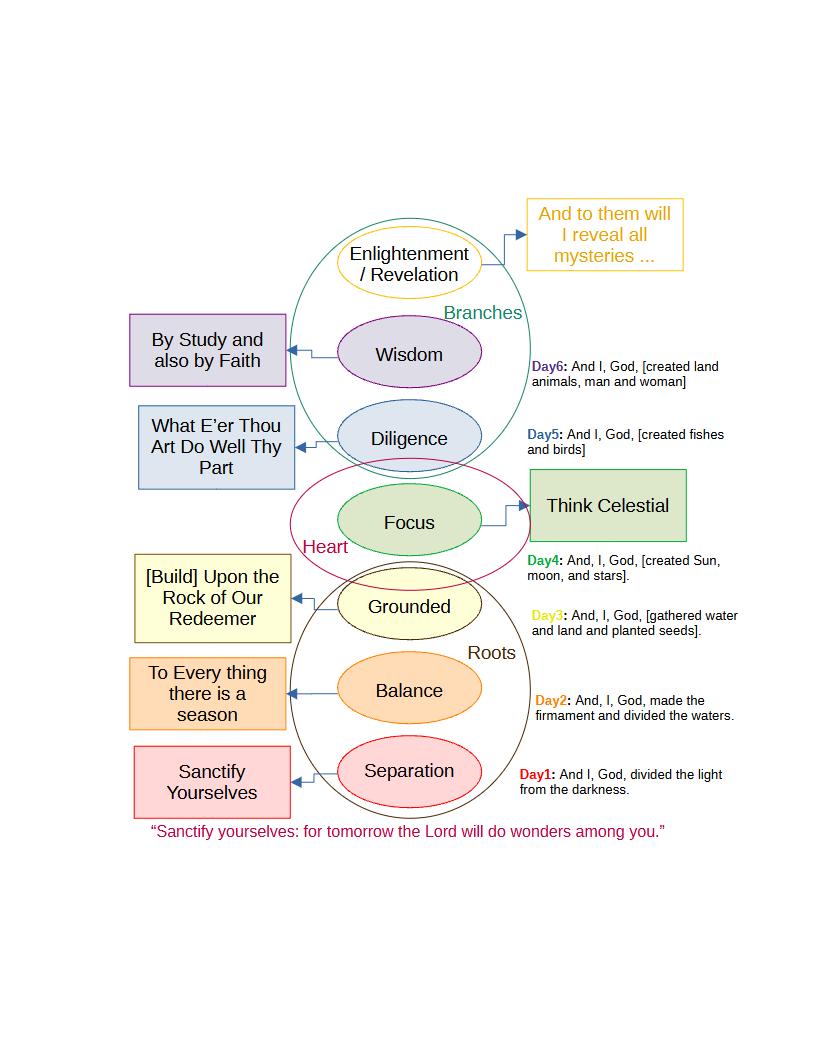 And to them will
I reveal all
mysteries ...
Enlightenment
/ Revelation
Branches
By Study and
also by Faith
Wisdom
Day6: And I, God, [created land
animals, man and woman]
What E’er Thou
Art Do Well Thy
Part
Diligence
Day5: And I, God, [created fishes
and birds]
Focus
Think Celestial
Heart
Day4: And, I, God, [created Sun,
moon, and stars].
[Build] Upon the
Rock of Our
Redeemer
Grounded
Day3: And, I, God, [gathered water
and land and planted seeds].
Roots
To Every thing
there is a
season
Balance
Day2: And, I, God, made the
firmament and divided the waters.
Sanctify
Yourselves
Separation
Day1: And I, God, divided the light
from the darkness.
“Sanctify yourselves: for tomorrow the Lord will do wonders among you.”